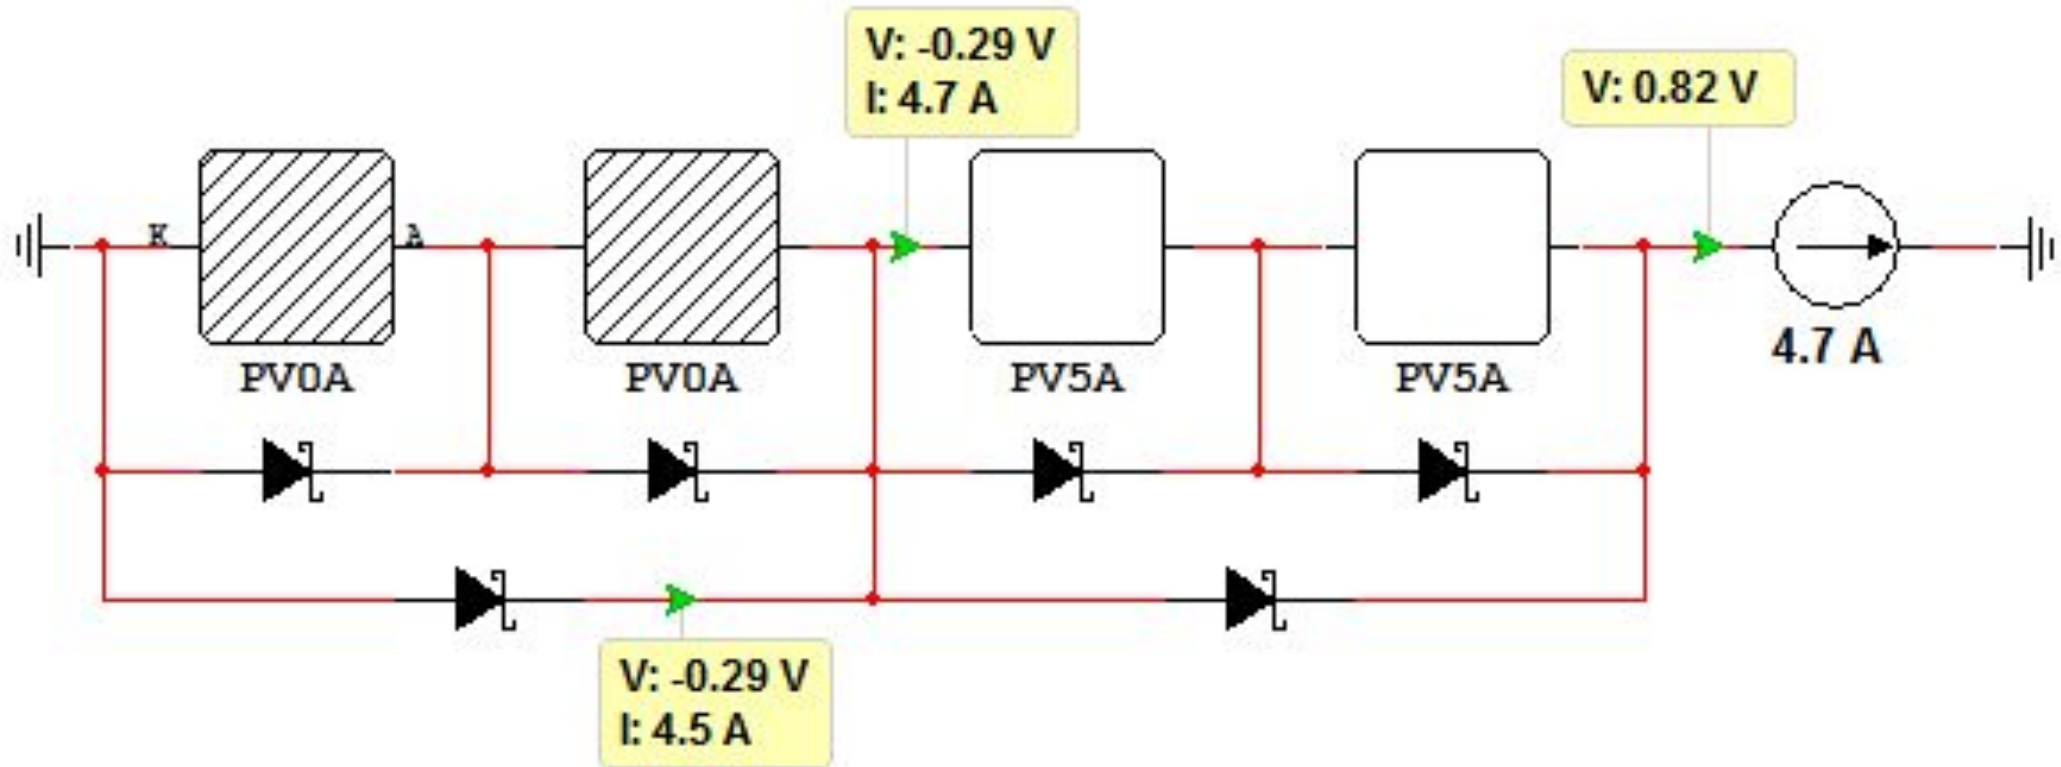 V: -0.29 V
I: 4.7 A
V: 0.82 V
K
A
PV0A
PV0A
PV5A
PV5A
4.7 A
V: -0.29 V
I: 4.5 A